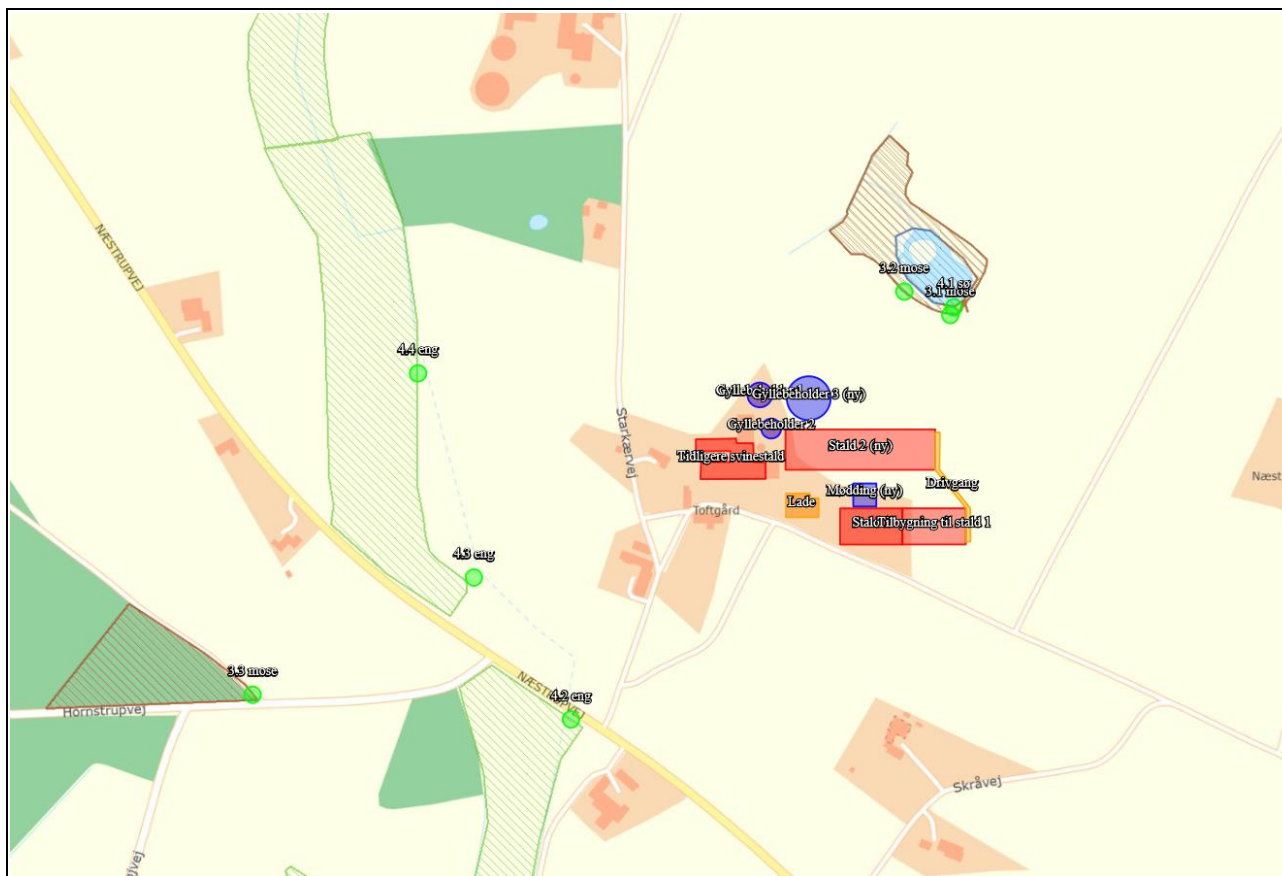 NÆSTRUPVEJ
3.2 mose
4.1 sø
3.1 mose
4.4 eng
Gyllebeholder 3 (ny)
Starkærvej
Gyllebeholder 2
Stald 2 (ny)
Tidligere svinestald
Drivgang
Næst
Mødding (ny)
Lade
Toftgård
Stald
Tilbygning til stald 1
4.3 eng
3.3 mose
NÆSTRUPVEJ
4.2 eng
Hornstrupvej
Skråvej